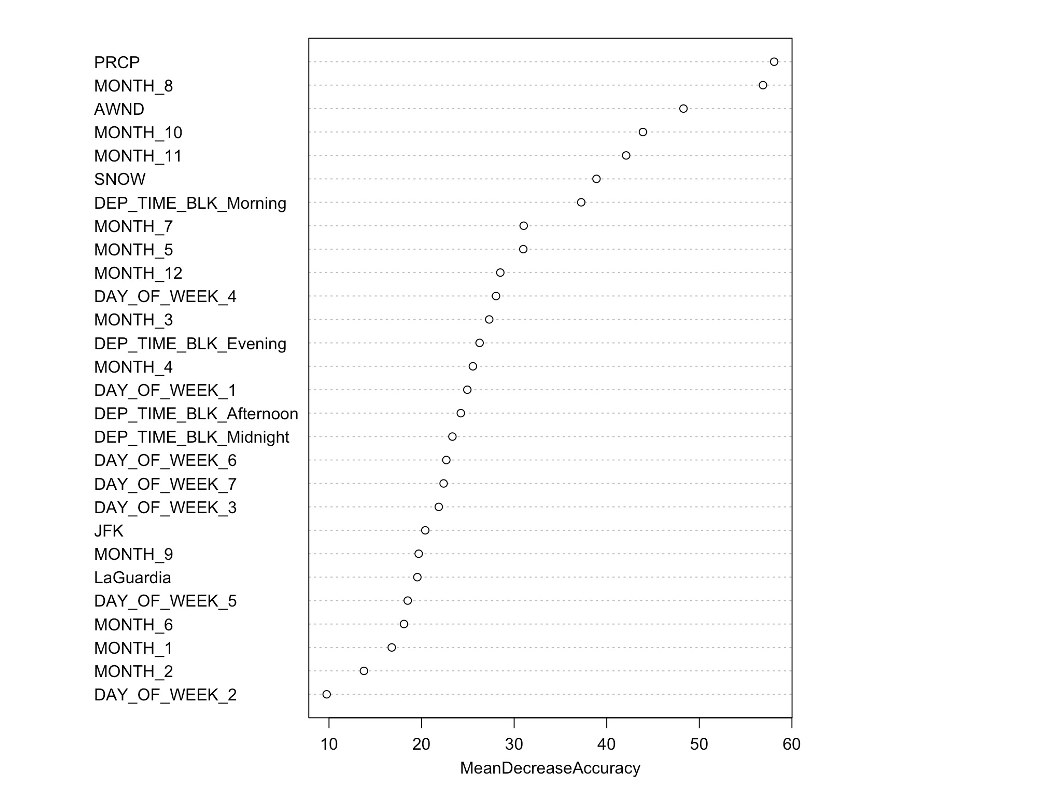 PRCP
MONTH_8
AWND
MONTH_10
MONTH_11
SNOW
DEP_TIME_BLK_Morning
MONTH_7
MONTH_5
MONTH_12
DAY_OF_WEEK_4
MONTH_3
DEP_TIME_BLK_Evening
MONTH_4
DAY_OF_WEEK_1
DEP_TIME_BLK_Afternoon
DEP_TIME_BLK_Midnight
DAY_OF_WEEK_6
DAY_OF_WEEK_7
DAY_OF_WEEK_3
JFK
MONTH_9
LaGuardia
DAY_OF_WEEK_5
MONTH_6
MONTH_1
MONTH_2
DAY_OF_WEEK_2
10 20 30 40 50 60
MeanDecreaseAccuracy